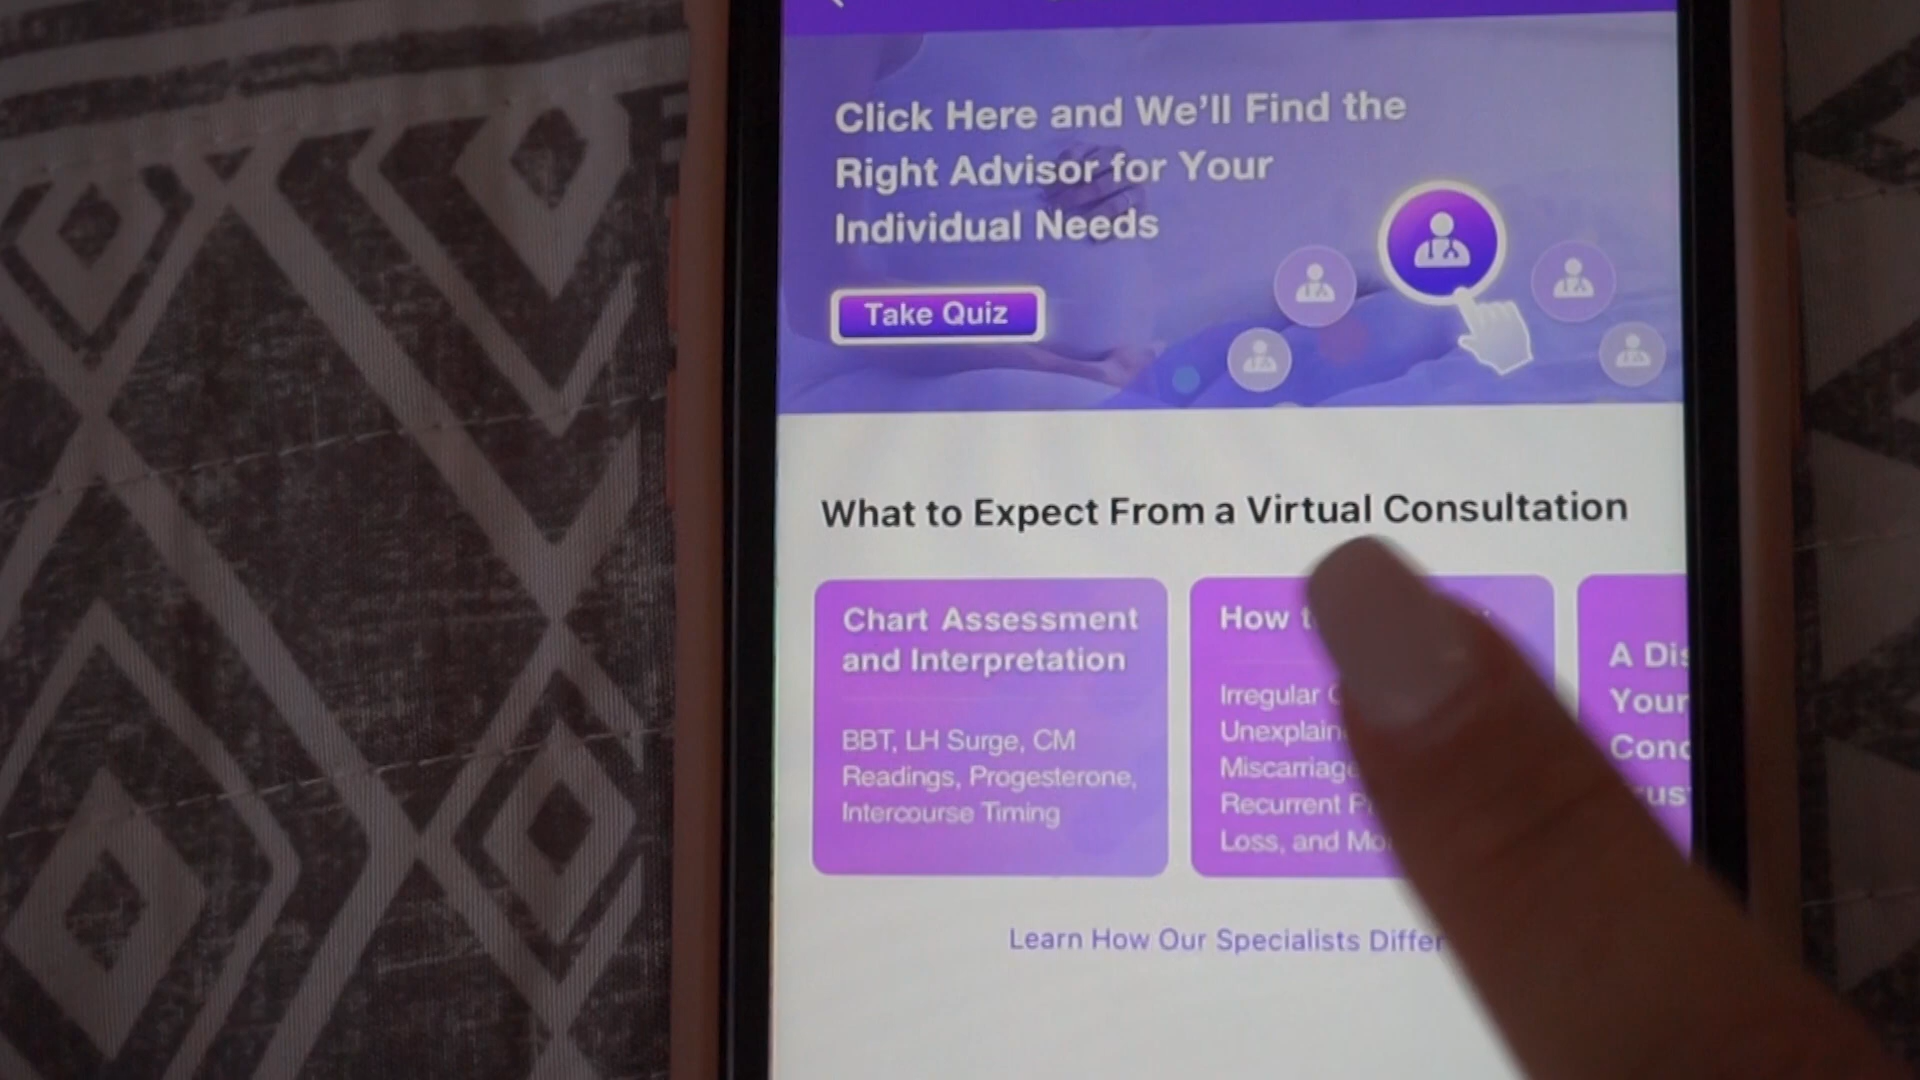 Click Here and We'll Find the
Right Advisor for Your
Individual Needs
Take Quiz
What to Expect From a Virtual Consultation
Chart Assessment
and Interpretation
BBT, LH Surge, CM
Readings, Progesterone,
Intercourse Timing
How
Irregular
Miscarriage
Recurrent
Loss, and
A
Your
Learn How Our Specialists Differ